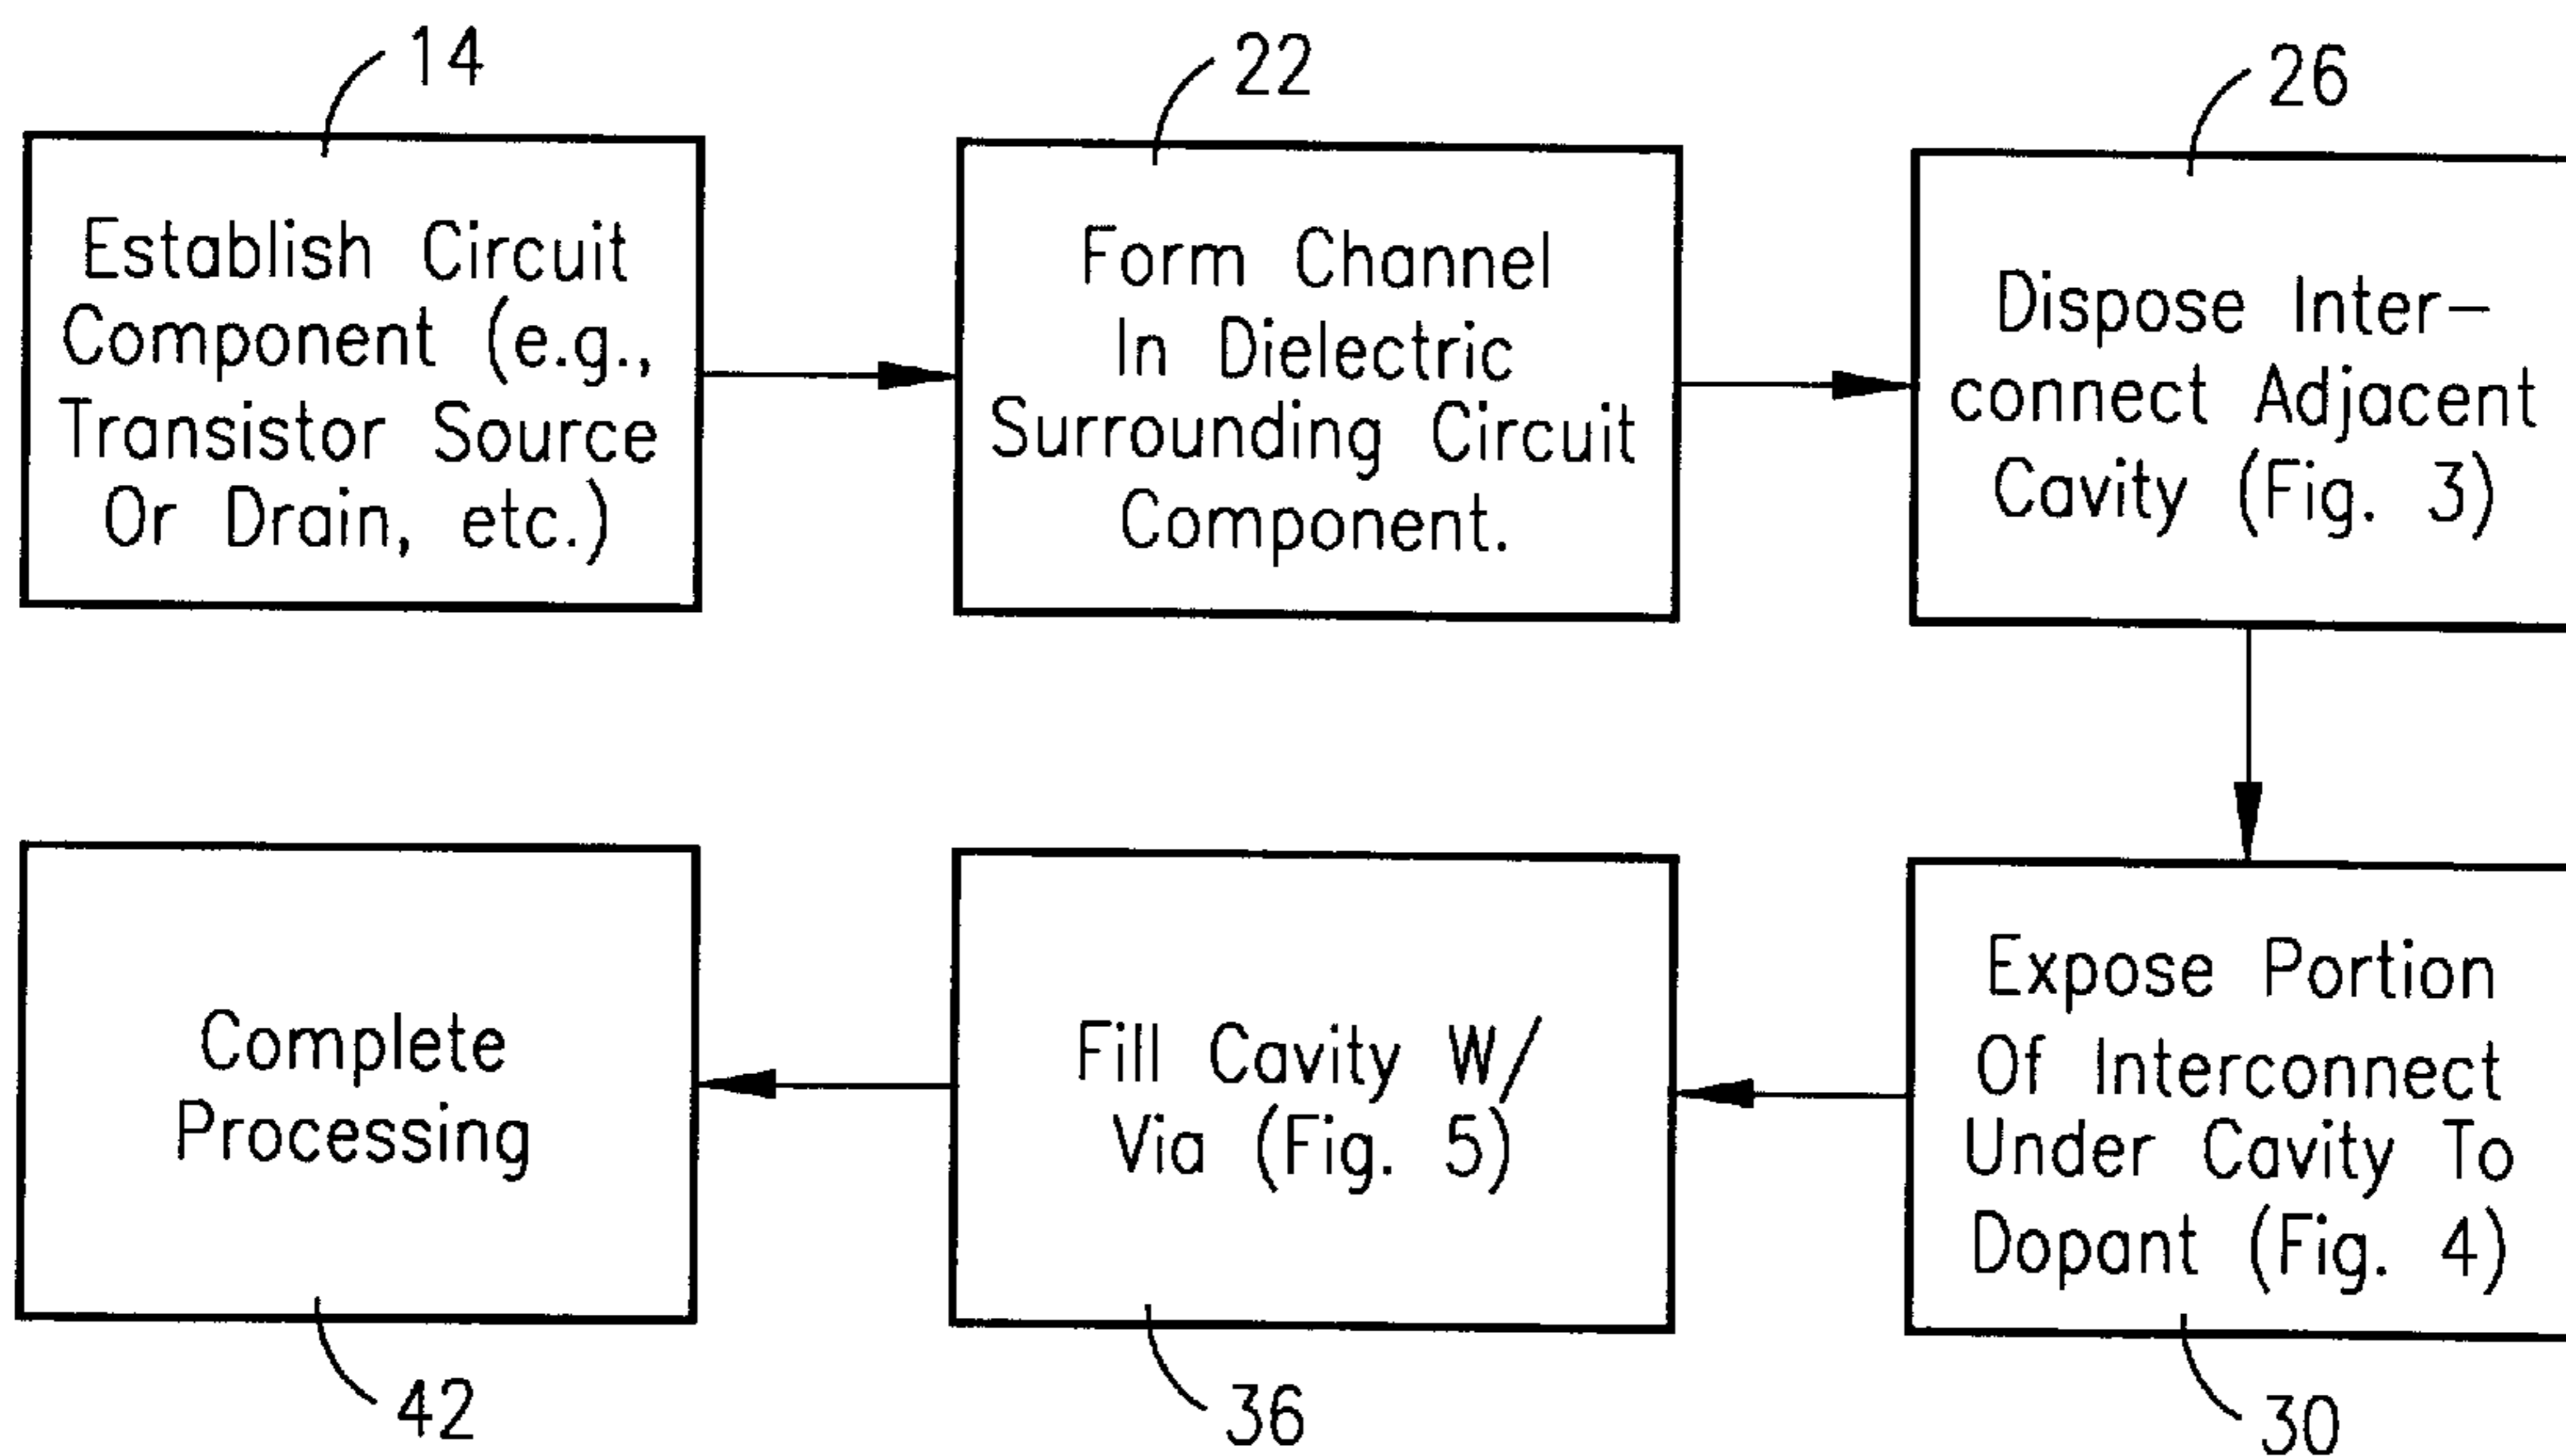 14
Establish Circuit
Component (e.g.,
Transistor Source
Or Drain, etc.)
22
Form Channel
In Dielectric
Surrounding Circuit
Component.
26
Dispose Inter-
connect Adjacent
Cavity (Fig. 3)
Expose Portion
Of Interconnect
Under Cavity To
Dopant (Fig. 4)
30
Fill Cavity W/
Via (Fig. 5)
36
Complete
Processing
42